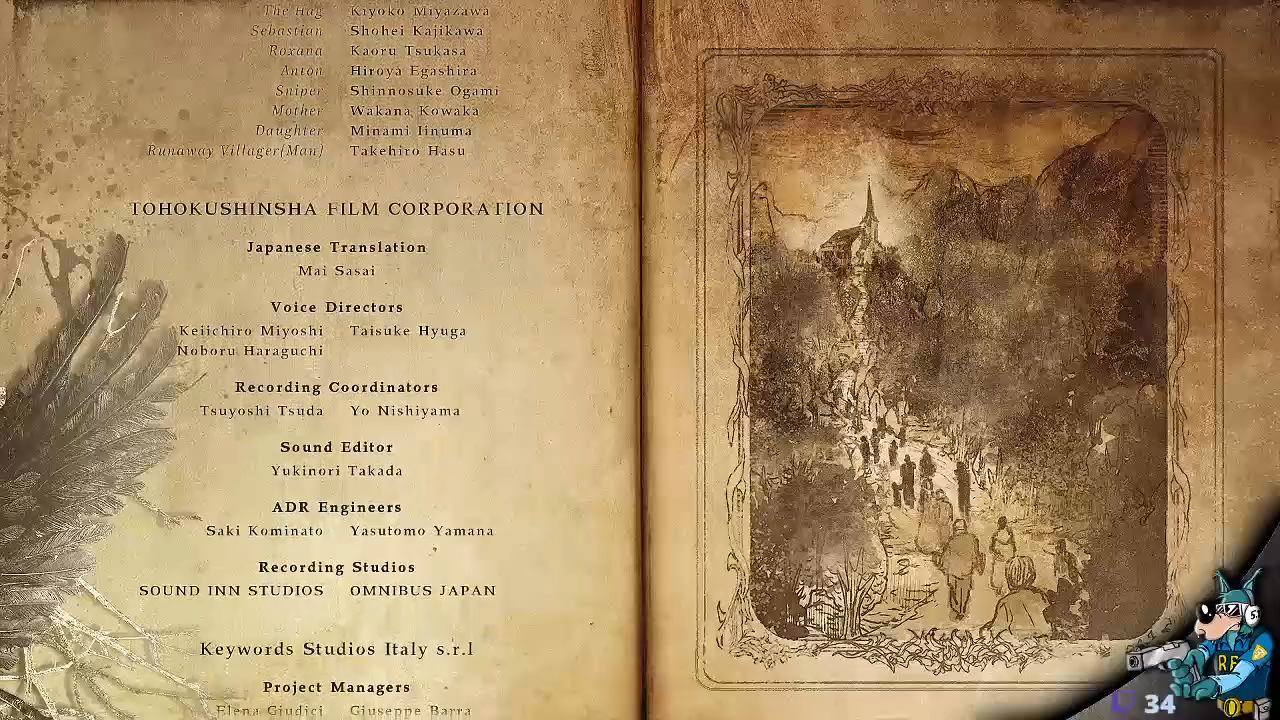 The Hag Kiyoko Miyazawa
Sebastian Shohei Kajikawa
Roxana Kaoru Tsukasa
Anton Hiroya Egashira
Sniper Shinnosuke Ogami
Mother Wakana Kowaka
Daughter Minami Iinuma
Runaway Villager(Man) Takehiro Hasu
TOHOKUSHINSHA FILM CORPORATION
Japanese Translation
Mai Sasai
Voice Directors
Keiichiro Miyoshi Taisuke Hyuga
Noboru Haraguchi
Recording Coordinators
Tsuyoshi Tsuda Yo Nishiyama
Sound Editor
Yukinori Takada
ADR Engineers
Saki Kominato Yasutomo Yamana
Recording Studios
SOUND INN STUDIOS OMNIBUS JAPAN
Keywords Studios Italy s.r.l
Project Managers
Elena Giudici Giuseppe
RF
34